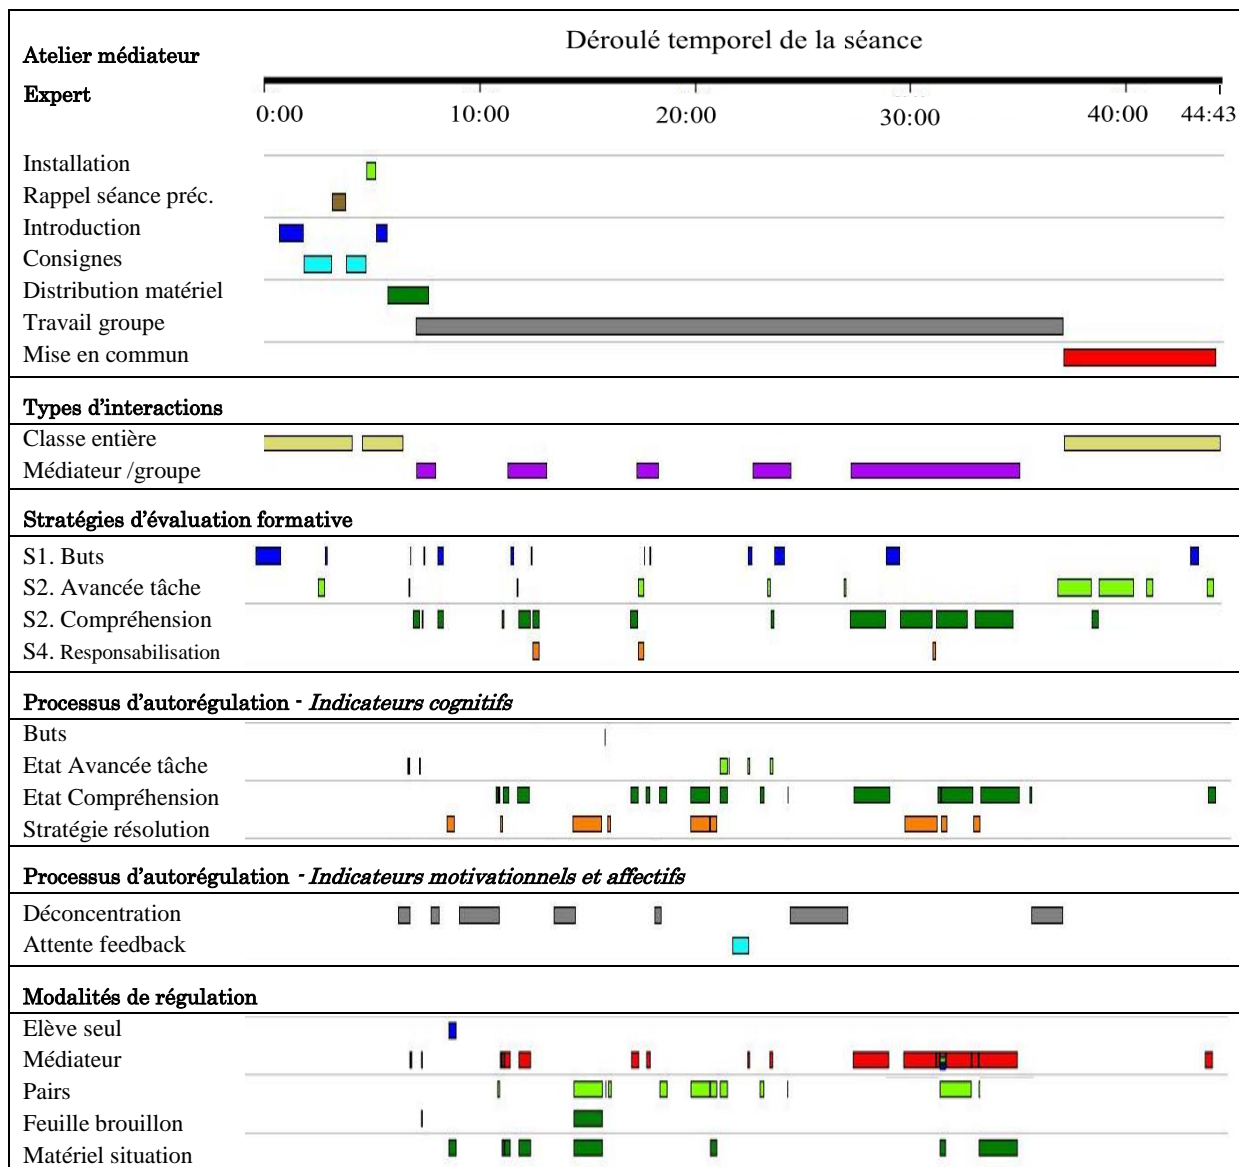 Déroulé temporel de la séance
Atelier médiateur
Expert
0:00 10:00 20:00 30:00 40:00 44:43
Installation
Rappel séance préc.
Introduction
Consignes
Distribution matériel
Travail groupe
Mise en commun
Types d'interactions
Classe entière
Médiateur /groupe
Stratégies d'évaluation formative
S1. Buts
S2. Avancée tâche
S2. Compréhension
S4. Responsabilisation
Processus d'autorégulation - Indicateurs cognitifs
Buts
Etat Avancée tâche
Etat Compréhension
Stratégie résolution
Processus d'autorégulation - Indicateurs motivationnels et affectifs
Déconcentration
Attente feedback
Modalités de régulation
Elève seul
Médiateur
Pairs
Feuille brouillon
Matériel situation